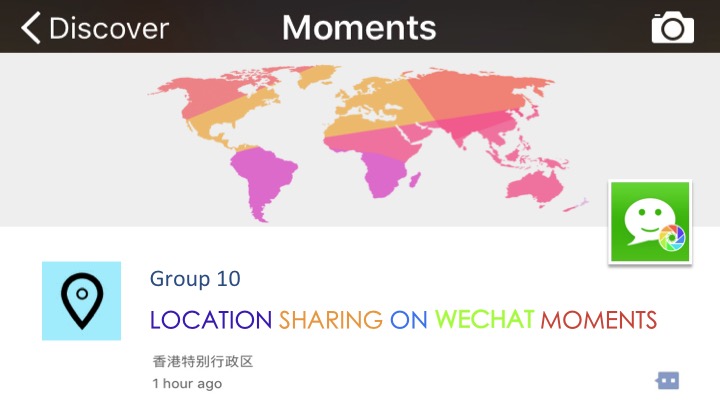 Discover
Moments
Group 10
LOCATION SHARING ON WECHAT MOMENTS
香港特别行政区
1 hour ago